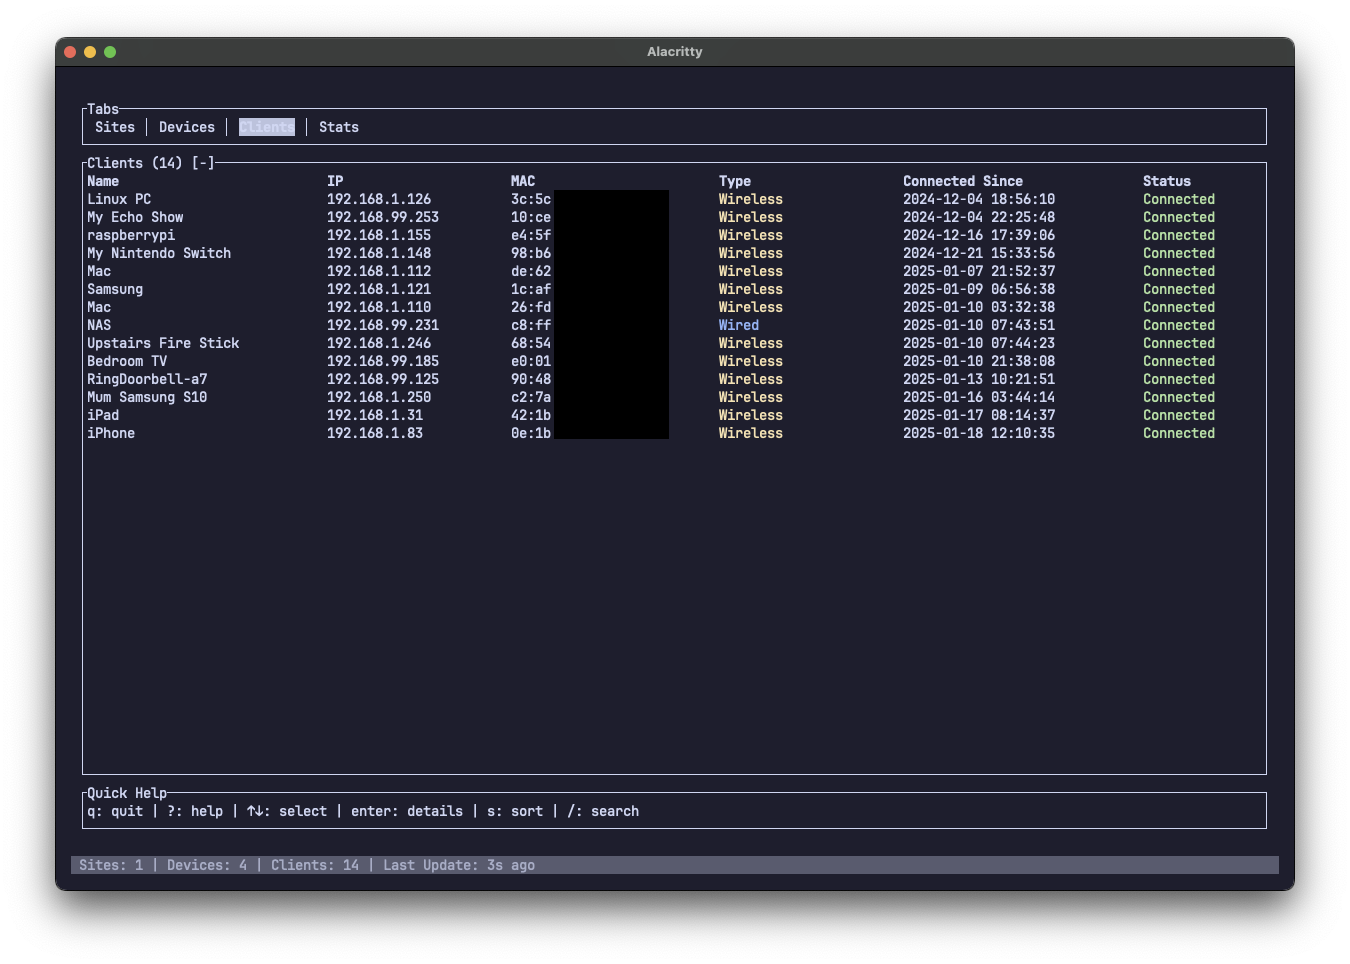 Alacritty
Tabs
Sites │ Devices │ Clients │ Stats
Clients (14) [-]
Name IP MAC Type Connected Since Status
Linux PC 192.168.1.126 3c:5c Wireless 2024-12-04 18:56:10 Connected
My Echo Show 192.168.99.253 10:ce Wireless 2024-12-04 22:25:48 Connected
raspberrypi 192.168.1.155 e4:5f Wireless 2024-12-16 17:39:06 Connected
My Nintendo Switch 192.168.1.148 98:b6 Wireless 2024-12-21 15:33:56 Connected
Mac 192.168.1.112 de:62 Wireless 2025-01-07 21:52:37 Connected
Samsung 192.168.1.121 1c:af Wireless 2025-01-09 06:56:38 Connected
Mac 192.168.1.110 26:fd Wireless 2025-01-10 03:32:38 Connected
NAS 192.168.99.231 c8:ff Wired 2025-01-10 07:43:51 Connected
Upstairs Fire Stick 192.168.1.246 68:54 Wireless 2025-01-10 07:44:23 Connected
Bedroom TV 192.168.99.185 e0:01 Wireless 2025-01-10 21:38:08 Connected
RingDoorbell-a7 192.168.99.125 90:48 Wireless 2025-01-13 10:21:51 Connected
Mum Samsung S10 192.168.1.250 c2:7a Wireless 2025-01-16 03:44:14 Connected
iPad 192.168.1.31 42:1b Wireless 2025-01-17 08:14:37 Connected
iPhone 192.168.1.83 0e:1b Wireless 2025-01-18 12:10:35 Connected
Quick Help
q: quit | ?: help | ↑↓: select | enter: details | s: sort | /: search
Sites: 1 | Devices: 4 | Clients: 14 | Last Update: 3s ago